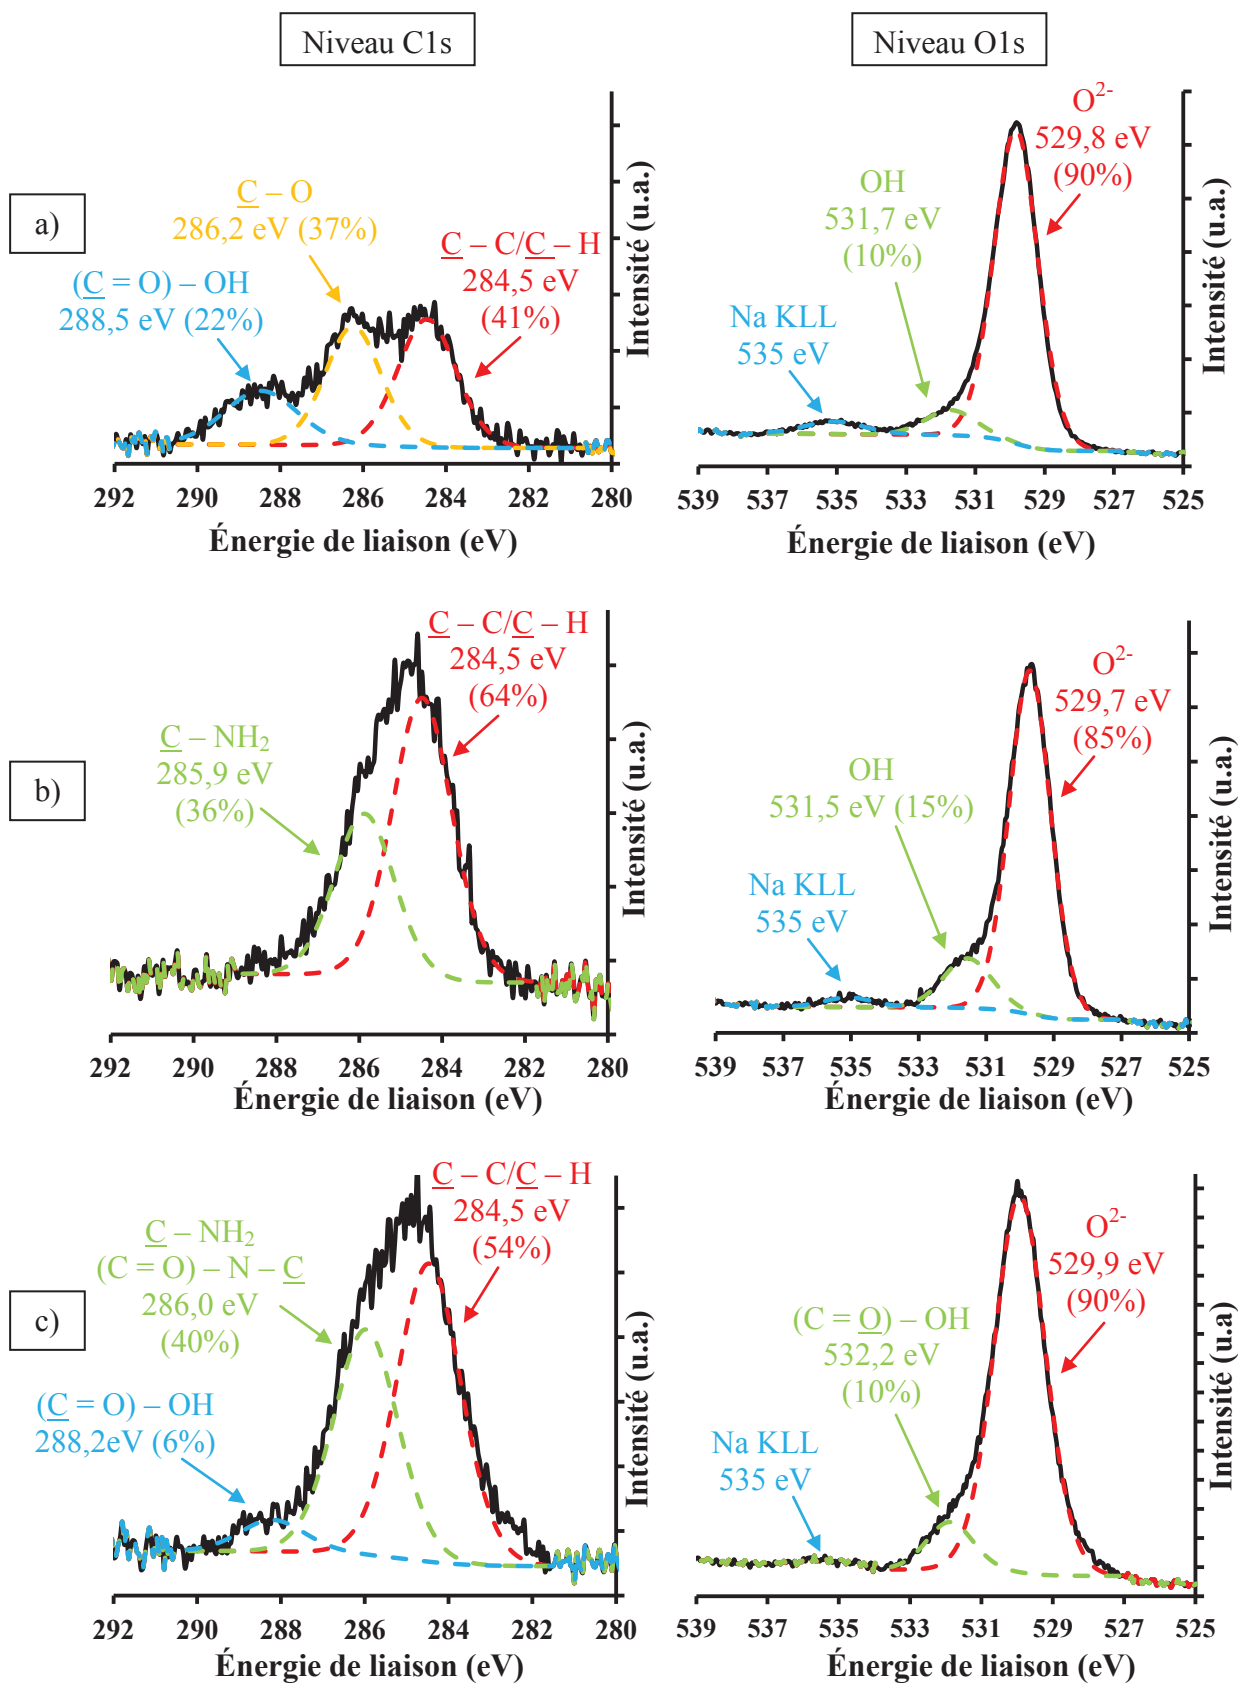 Niveau C1s
Niveau O1s
a)
C – O
286,2 eV (37%)
(C = O) – OH
288,5 eV (22%)
C – C/C – H
284,5 eV
(41%)
Intensité (u.a.)
292 290 288 286 284 282 280
Énergie de liaison (eV)
O2-
529,8 eV
(90%)
OH
531,7 eV
(10%)
Na KLL
535 eV
Intensité (u.a.)
539 537 535 533 531 529 527 525
Énergie de liaison (eV)
b)
C – C/C – H
284,5 eV
(64%)
C – NH2
285,9 eV
(36%)
Intensité (u.a.)
292 290 288 286 284 282 280
Énergie de liaison (eV)
O2-
529,7 eV
(85%)
OH
531,5 eV (15%)
Na KLL
535 eV
Intensité (u.a.)
539 537 535 533 531 529 527 525
Énergie de liaison (eV)
c)
C – C/C – H
284,5 eV
(54%)
C – NH2
(C = O) – N – C
286,0 eV
(40%)
(C = O) – OH
288,2eV (6%)
Intensité (u.a.)
292 290 288 286 284 282 280
Énergie de liaison (eV)
O2-
529,9 eV
(90%)
(C = O) – OH
532,2 eV
(10%)
Na KLL
535 eV
Intensité (u.a)
539 537 535 533 531 529 527 525
Énergie de liaison (eV)